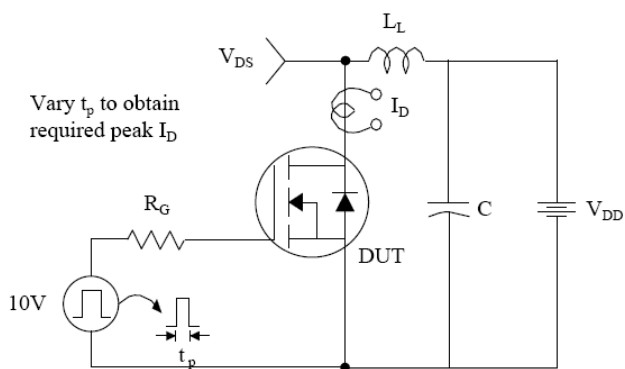 L_L
V_DS
Vary t_p to obtain
required peak I_D
I_D
R_G
C
V_DD
DUT
10V
t_p